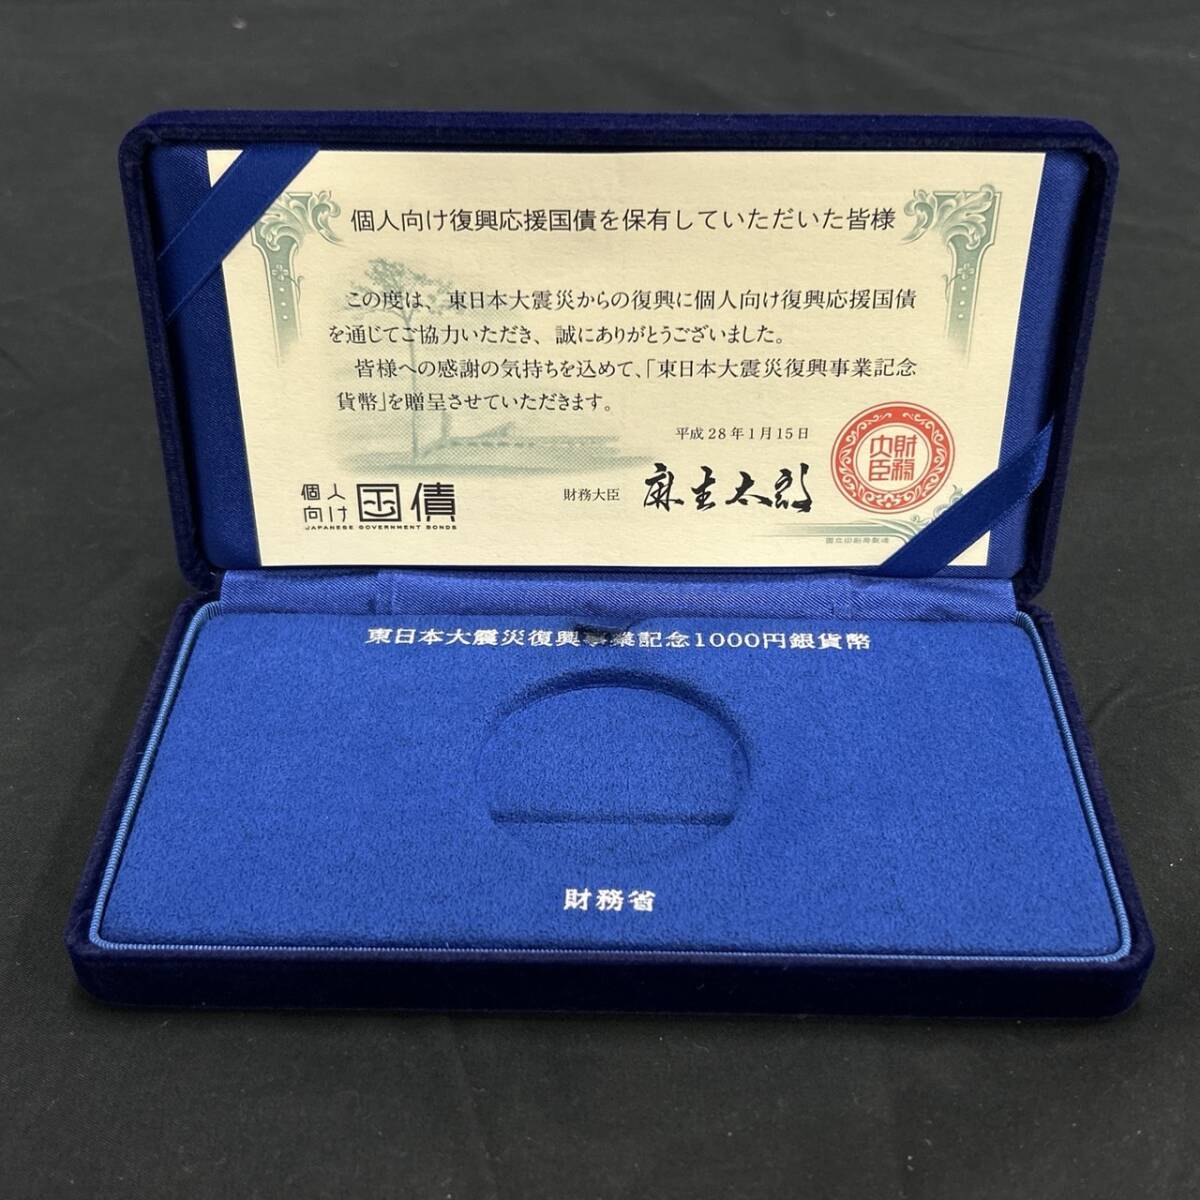 個人向け復興応援国債を保有していただいた皆様
この度は、東日本大震災からの復興に個人向け復興応援国債
を通じてご協力いただき、誠にありがとうございました。
皆様への感謝の気持ちを込めて、「東日本大震災復興事業記念
貨幣」を贈呈させていただきます。
平成28年1月15日
財務大臣 麻生太郎
財務大臣
個人向け国債
JAPANESE GOVERNMENT BONDS
国立印刷局製造
東日本大震災復興事業記念1000円銀貨幣
財務省